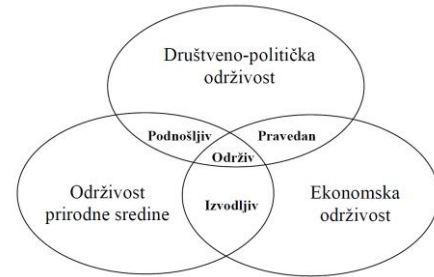 Društveno-politička
održivost
Podnošljiv
Pravedan
Održiv
Održivost
prirodne sredine
Izvodljiv
Ekonomska
održivost